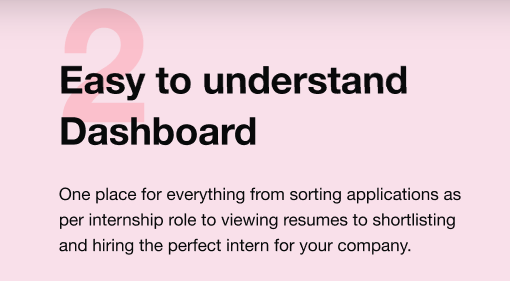 2
Easy to understand
Dashboard
One place for everything from sorting applications as
per internship role to viewing resumes to shortlisting
and hiring the perfect intern for your company.